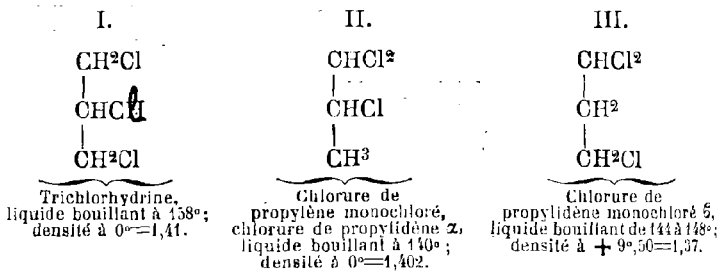 I.
CH²Cl
CHCl
CH²Cl
Trichlorhydrine,
liquide bouillant à 158°;
densité à 0°=1,41.
II.
CHCl²
CHCl
CH³
Chlorure de
propylène monochloré,
chlorure de propylidène α,
liquide bouillant à 140°;
densité à 0°=1,402.
III.
CHCl²
CH²
CH²Cl
Chlorure de
propylidène monochloré β,
liquide bouillant de 144 à 148°;
densité à + 9°,50=1,37.